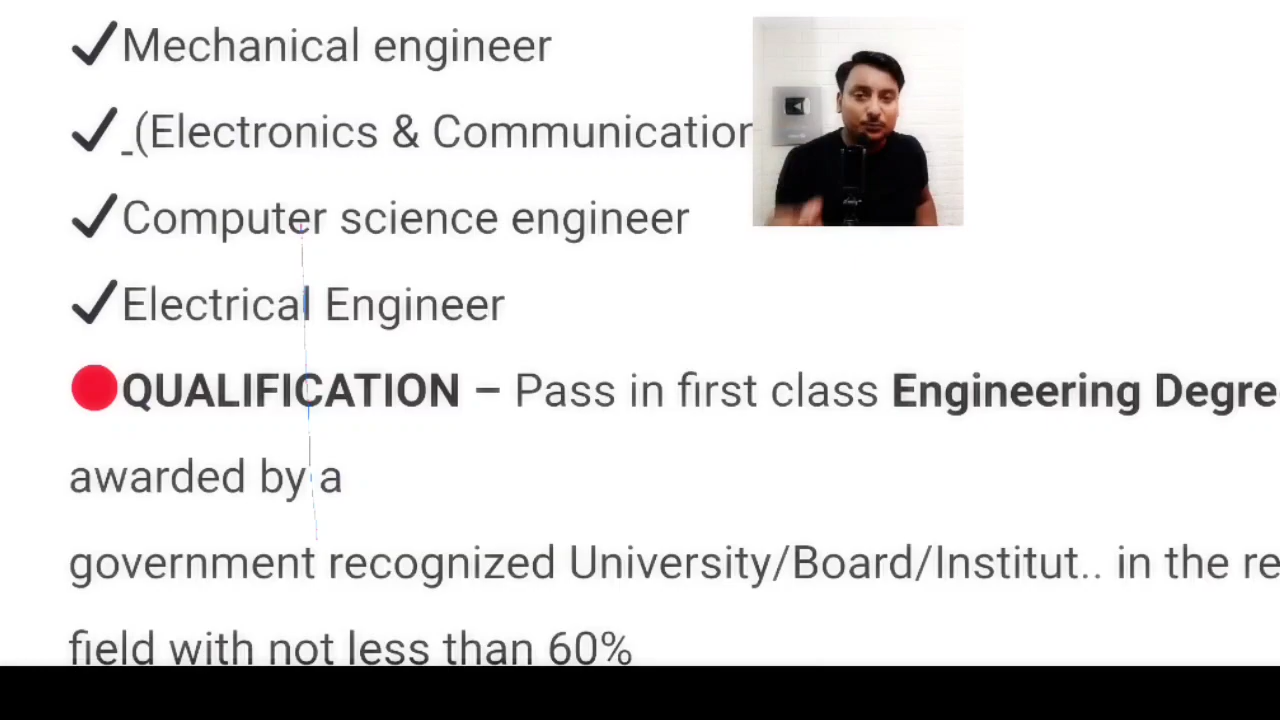 ✔Mechanical engineer
✔ (Electronics & Communication
✔Computer science engineer
✔Electrical Engineer
🔴QUALIFICATION – Pass in first class Engineering Degre
awarded by a
government recognized University/Board/Institut.. in the re
field with not less than 60%